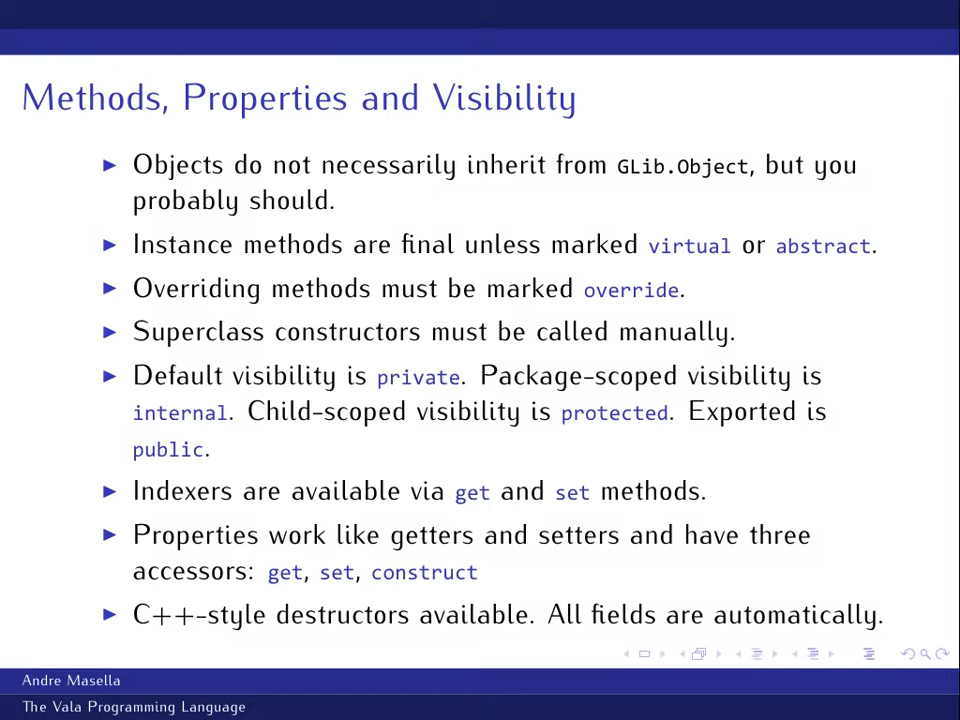 Methods, Properties and Visibility
Objects do not necessarily inherit from GLib.Object, but you
probably should.
Instance methods are final unless marked virtual or abstract.
Overriding methods must be marked override.
Superclass constructors must be called manually.
Default visibility is private. Package-scoped visibility is
internal. Child-scoped visibility is protected. Exported is
public.
Indexers are available via get and set methods.
Properties work like getters and setters and have three
accessors: get, set, construct
C++-style destructors available. All fields are automatically.
Andre Masella
The Vala Programming Language